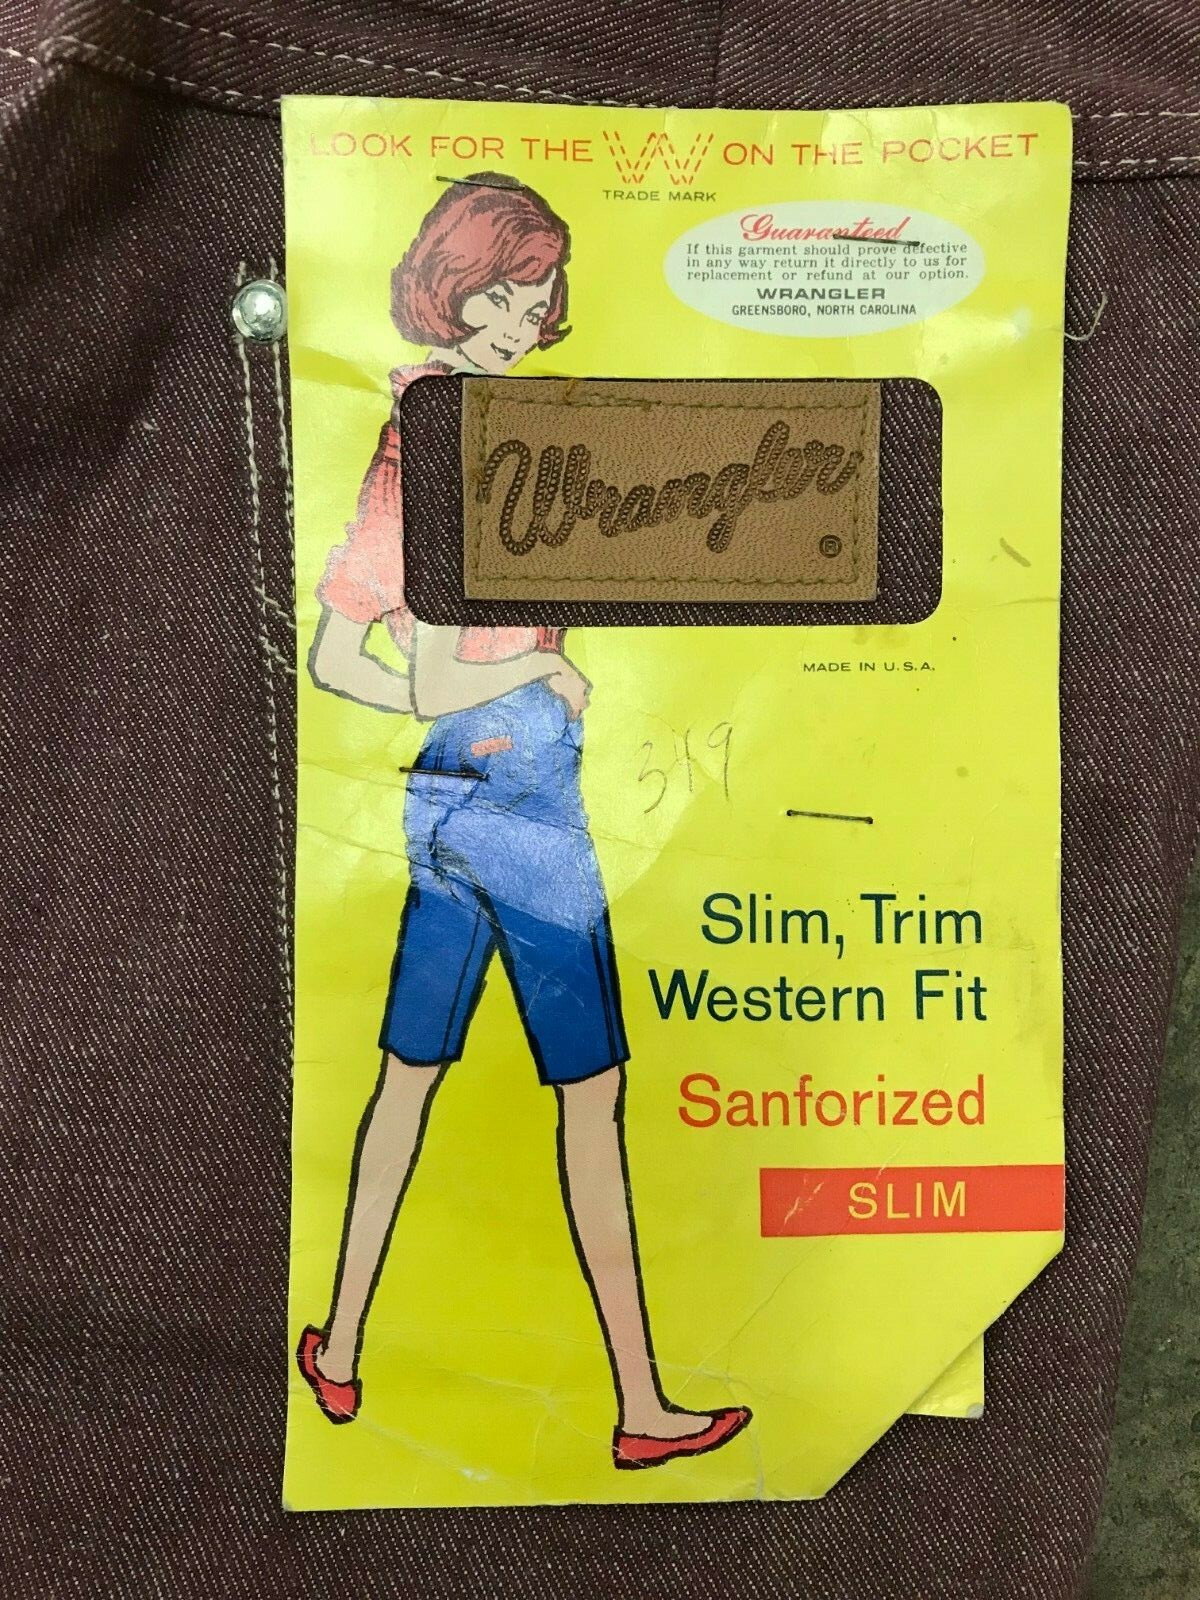 LOOK FOR THE W ON THE POCKET
TRADE MARK
Guaranteed
If this garment should prove defective
in any way return it directly to us for
replacement or refund at our option.
WRANGLER
GREENSBORO, NORTH CAROLINA
Wrangler
®
MADE IN U.S.A.
349
Slim, Trim
Western Fit
Sanforized
SLIM